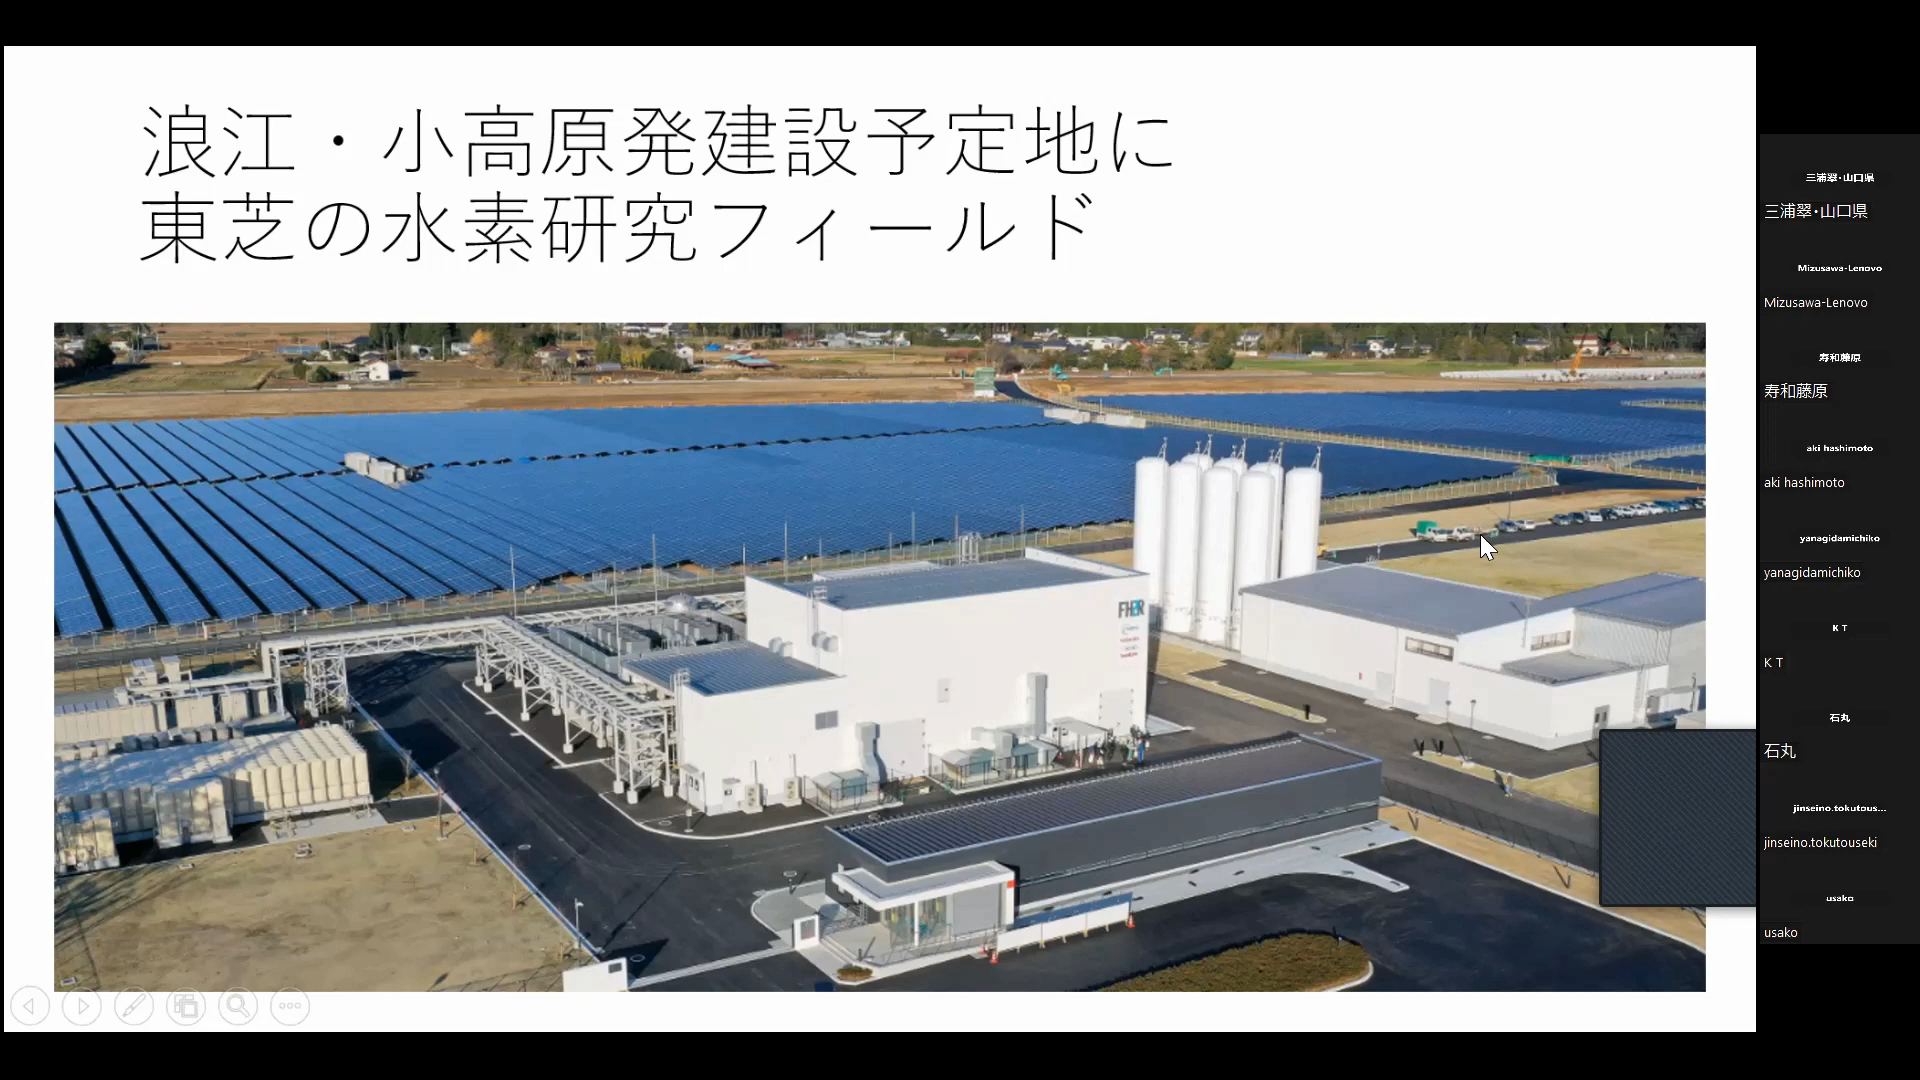 浪江・小高原発建設予定地に
東芝の水素研究フィールド
FH2R
三浦翠･山口県
三浦翠･山口県
Mizusawa-Lenovo
Mizusawa-Lenovo
寿和藤原
寿和藤原
aki hashimoto
aki hashimoto
yanagidamichiko
yanagidamichiko
K T
K T
石丸
石丸
jinseino.tokutous...
jinseino.tokutouseki
usako
usako